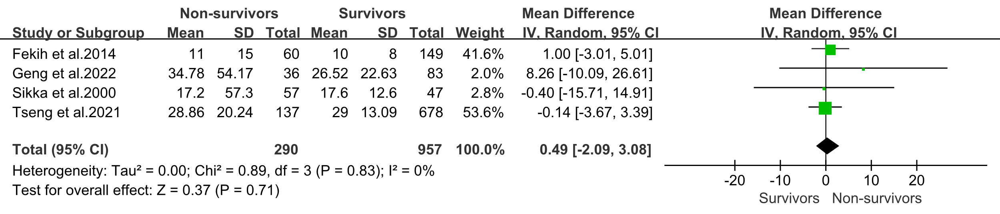 Non-survivors Survivors Mean Difference Mean Difference
Study or Subgroup Mean SD Total Mean SD Total Weight IV, Random, 95% CI IV, Random, 95% CI
Fekih et al.2014 11 15 60 10 8 149 41.6% 1.00 [-3.01, 5.01]
Geng et al.2022 34.78 54.17 36 26.52 22.63 83 2.0% 8.26 [-10.09, 26.61]
Sikka et al.2000 17.2 57.3 57 17.6 12.6 47 2.8% -0.40 [-15.71, 14.91]
Tseng et al.2021 28.86 20.24 137 29 13.09 678 53.6% -0.14 [-3.67, 3.39]
Total (95% CI) 290 957 100.0% 0.49 [-2.09, 3.08]
Heterogeneity: Tau² = 0.00; Chi² = 0.89, df = 3 (P = 0.83); I² = 0%
Test for overall effect: Z = 0.37 (P = 0.71)
-20 -10 0 10 20
Survivors Non-survivors